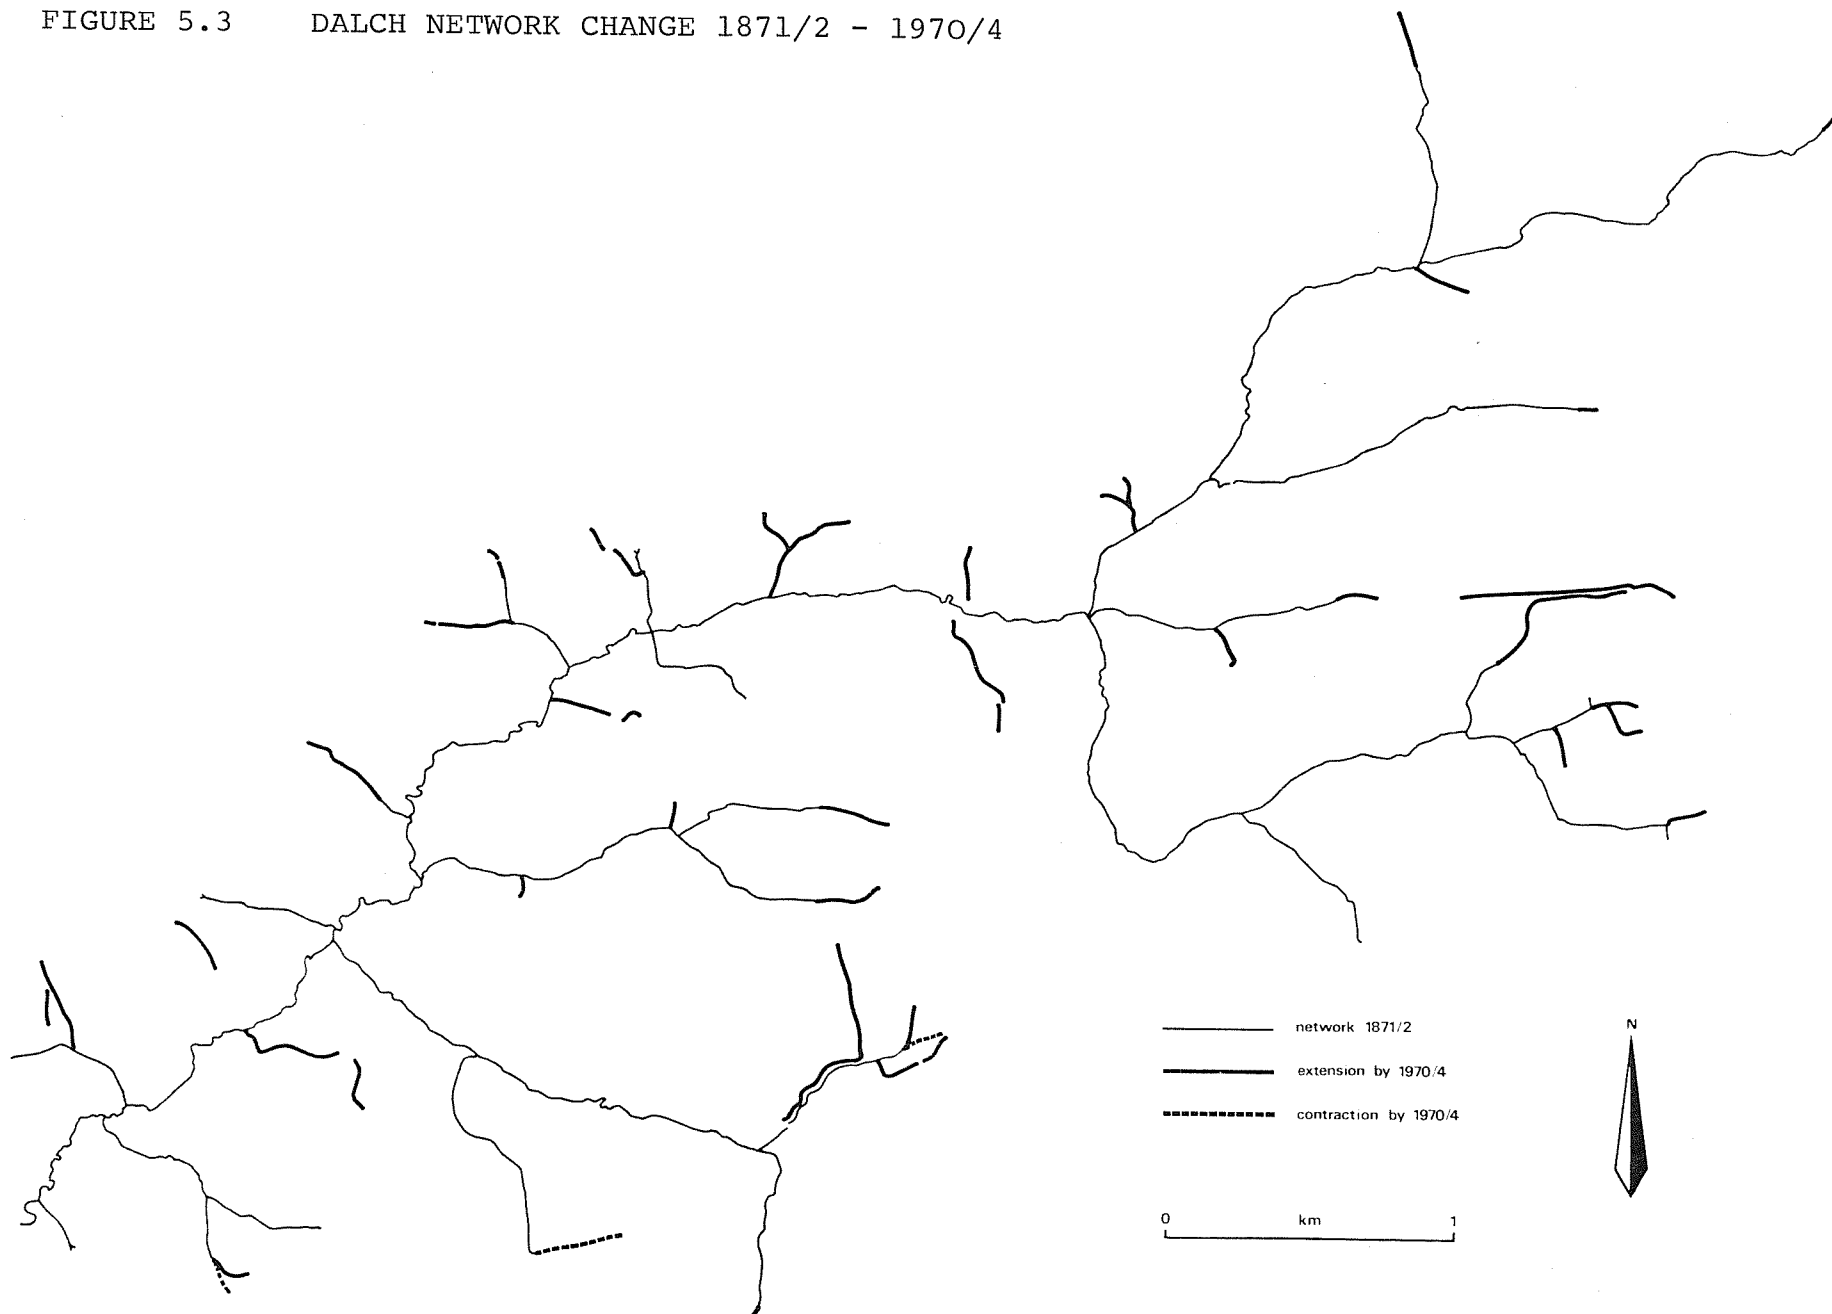 FIGURE 5.3 DALCH NETWORK CHANGE 1871/2 - 1970/4
network 1871/2
extension by 1970/4
contraction by 1970/4
N
0 km 1